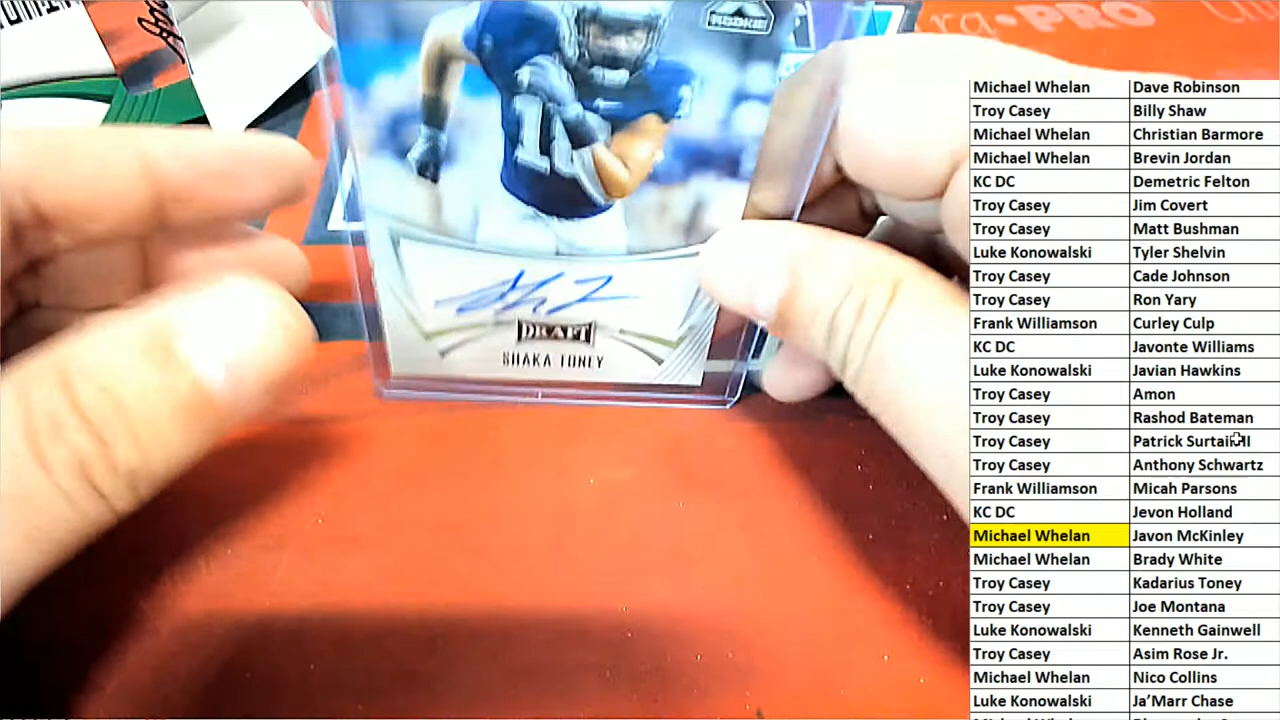 ra·PRO
ROOKIE
18
DRAFT
SHAKA TONEY
Michael Whelan Dave Robinson
Troy Casey Billy Shaw
Michael Whelan Christian Barmore
Michael Whelan Brevin Jordan
KC DC Demetric Felton
Troy Casey Jim Covert
Troy Casey Matt Bushman
Luke Konowalski Tyler Shelvin
Troy Casey Cade Johnson
Troy Casey Ron Yary
Frank Williamson Curley Culp
KC DC Javonte Williams
Luke Konowalski Javian Hawkins
Troy Casey Amon
Troy Casey Rashod Bateman
Troy Casey Patrick Surtain II
Troy Casey Anthony Schwartz
Frank Williamson Micah Parsons
KC DC Jevon Holland
Michael Whelan Javon McKinley
Michael Whelan Brady White
Troy Casey Kadarius Toney
Troy Casey Joe Montana
Luke Konowalski Kenneth Gainwell
Troy Casey Asim Rose Jr.
Michael Whelan Nico Collins
Luke Konowalski Ja’Marr Chase